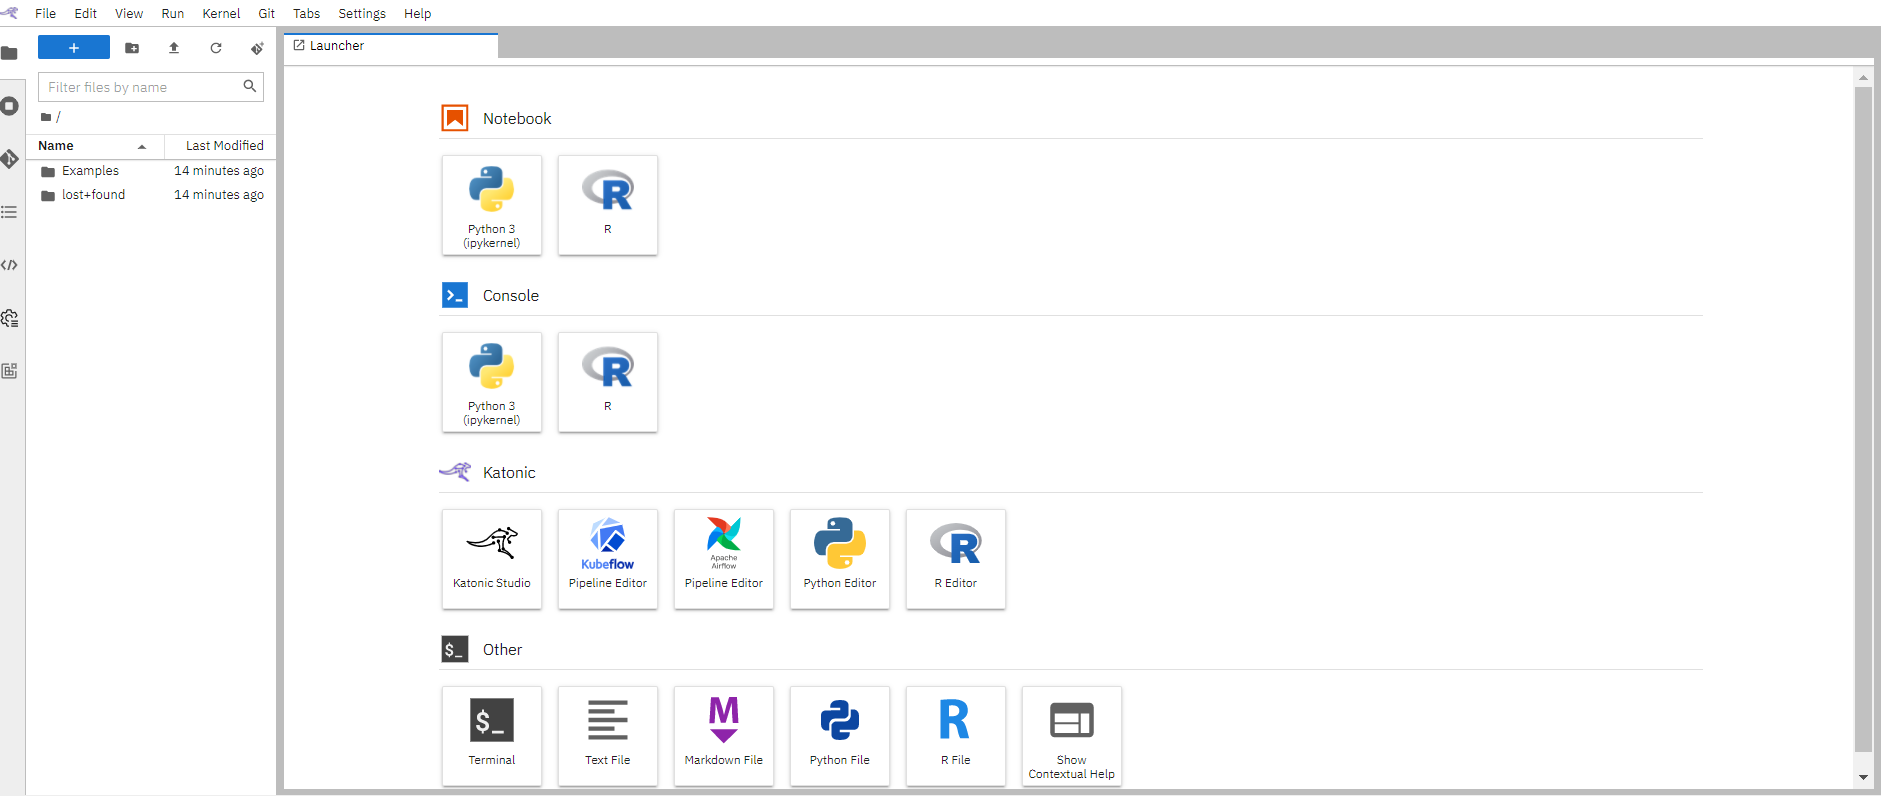 File Edit View Run Kernel Git Tabs Settings Help
Launcher
Filter files by name
/
Name Last Modified
Examples 14 minutes ago
lost+found 14 minutes ago
Notebook
Python 3
(ipykernel)
R
Console
Python 3
(ipykernel)
R
Katonic
Katonic Studio
Kubeflow
Pipeline Editor
Apache
Airflow
Pipeline Editor
Python Editor
R Editor
$_ Other
$_
Terminal
Text File
M
Markdown File
Python File
R
R File
Show
Contextual Help